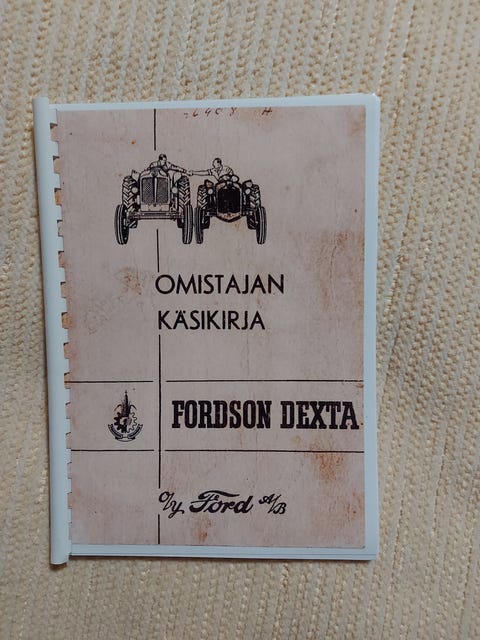 OMISTAJAN
KÄSIKIRJA
FORDSON DEXTA
O/y Ford A/B